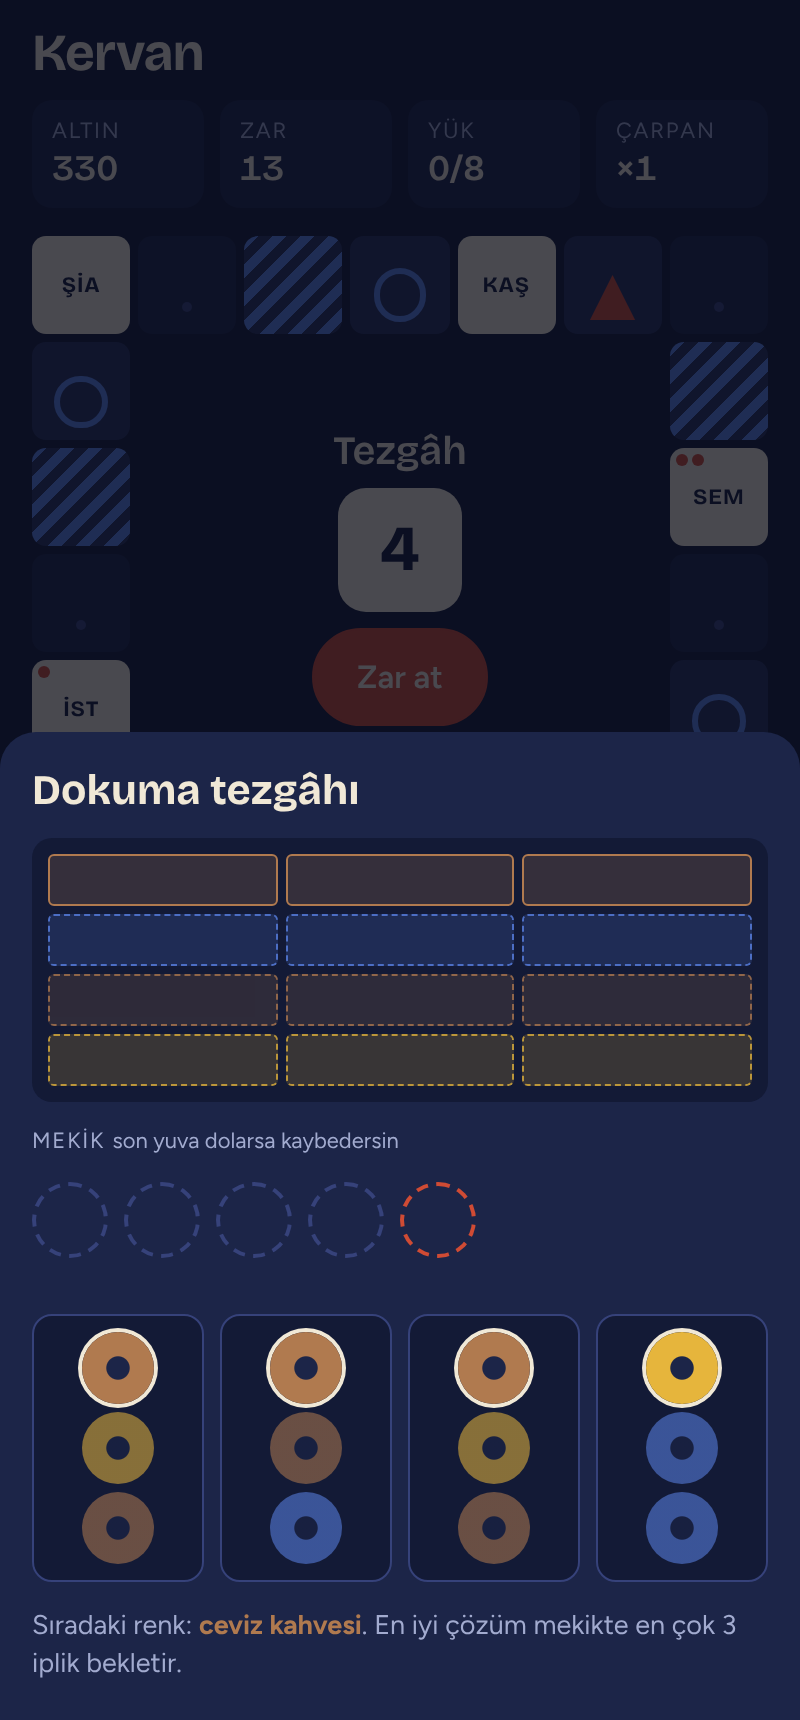 Kervan
ALTIN ZAR YÜK ÇARPAN
330 13 0/8 ×1
ŞİA KAŞ
SEM
Tezgâh
4
Zar at
İST
Dokuma tezgâhı
MEKİK son yuva dolarsa kaybedersin
Sıradaki renk: ceviz kahvesi. En iyi çözüm mekikte en çok 3
iplik bekletir.